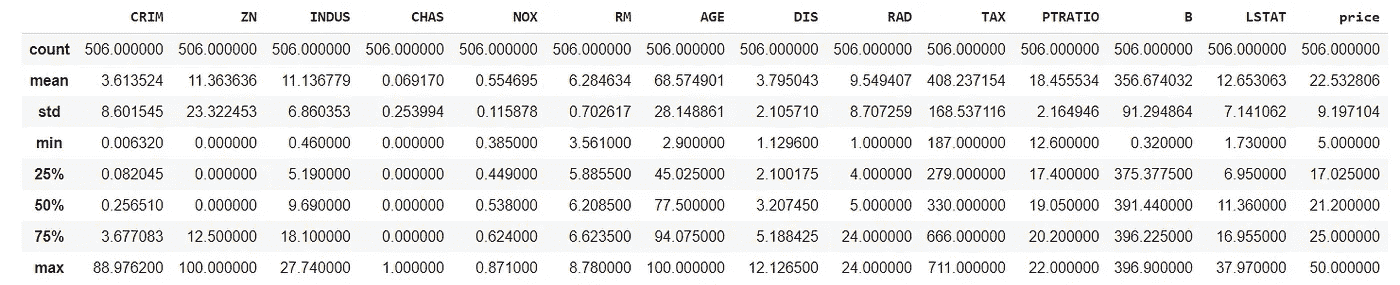 CRIM ZN INDUS CHAS NOX RM AGE DIS RAD TAX PTRATIO B LSTAT price
count 506.000000 506.000000 506.000000 506.000000 506.000000 506.000000 506.000000 506.000000 506.000000 506.000000 506.000000 506.000000 506.000000 506.000000
mean 3.613524 11.363636 11.136779 0.069170 0.554695 6.284634 68.574901 3.795043 9.549407 408.237154 18.455534 356.674032 12.653063 22.532806
std 8.601545 23.322453 6.860353 0.253994 0.115878 0.702617 28.148861 2.105710 8.707259 168.537116 2.164946 91.294864 7.141062 9.197104
min 0.006320 0.000000 0.460000 0.000000 0.385000 3.561000 2.900000 1.129600 1.000000 187.000000 12.600000 0.320000 1.730000 5.000000
25% 0.082045 0.000000 5.190000 0.000000 0.449000 5.885500 45.025000 2.100175 4.000000 279.000000 17.400000 375.377500 6.950000 17.025000
50% 0.256510 0.000000 9.690000 0.000000 0.538000 6.208500 77.500000 3.207450 5.000000 330.000000 19.050000 391.440000 11.360000 21.200000
75% 3.677083 12.500000 18.100000 0.000000 0.624000 6.623500 94.075000 5.188425 24.000000 666.000000 20.200000 396.225000 16.955000 25.000000
max 88.976200 100.000000 27.740000 1.000000 0.871000 8.780000 100.000000 12.126500 24.000000 711.000000 22.000000 396.900000 37.970000 50.000000